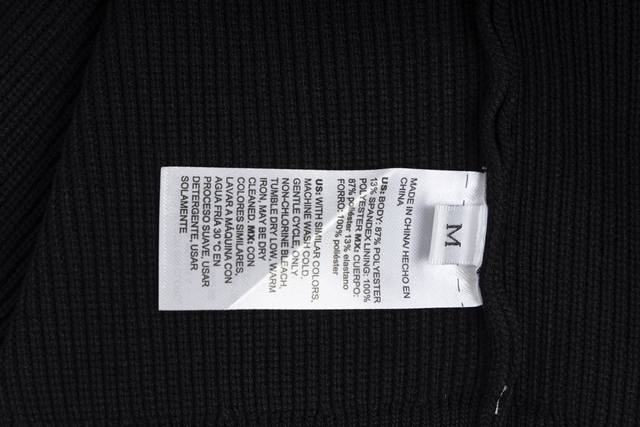 M
MADE IN CHINA/ HECHO EN
CHINA
US: BODY: 87% POLYESTER
13% SPANDEX LINING: 100%
POLYESTER MX: CUERPO:
87% poliéster 13% elastano
FORRO: 100% poliéster
US: WITH SIMILAR COLORS,
MACHINE WASH COLD,
GENTLE CYCLE, ONLY
NON-CHLORINE BLEACH,
TUMBLE DRY LOW, WARM
IRON, MAY BE DRY
CLEANED MX: CON
COLORES SIMILARES,
LAVAR A MÁQUINA CON
AGUA FRÍA 30 °C EN
PROCESO SUAVE, USAR
DETERGENTE, USAR
SOLAMENTE